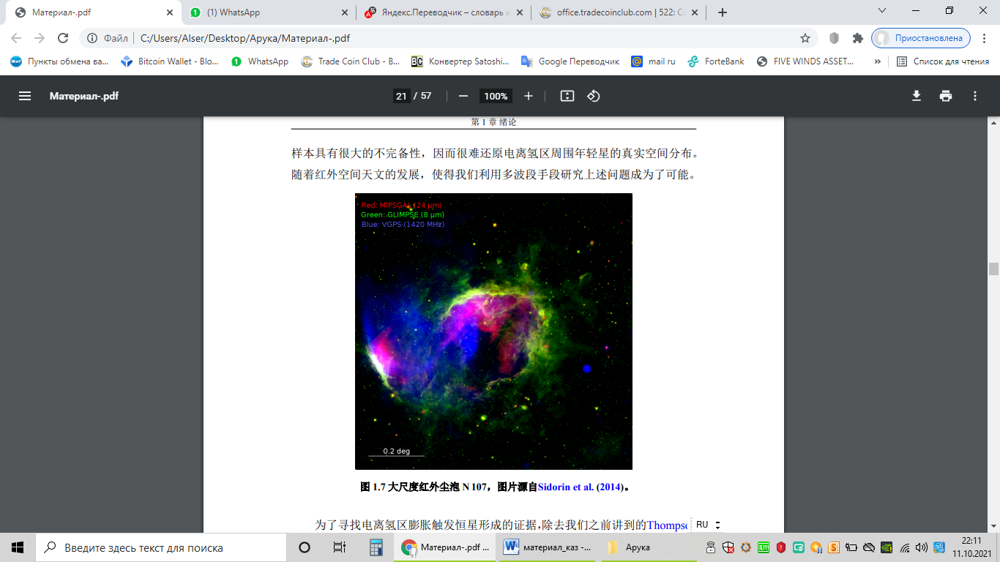 Материал-.pdf
(1) WhatsApp
Яндекс.Переводчик – словарь и
office.tradecoinclub.com | 522: Co
Файл | C:/Users/Alser/Desktop/Арука/Материал-.pdf
Приостановлена
Пункты обмена ва...
Bitcoin Wallet - Blo...
WhatsApp
Trade Coin Club - B...
Конвертер Satoshi...
Google Переводчик
mail ru
ForteBank
FIVE WINDS ASSET...
»
Список для чтения
Материал-.pdf
21 / 57
100%
第 1 章 绪论
样本具有很大的不完备性，因而很难还原电离氢区周围年轻星的真实空间分布。
随着红外空间天文的发展，使得我们利用多波段手段研究上述问题成为了可能。
Red: MIPSGAL (24 μm)
Green: GLIMPSE (8 μm)
Blue: VGPS (1420 MHz)
0.2 deg
图 1.7 大尺度红外尘泡 N 107，图片源自Sidorin et al. (2014)。
为了寻找电离氢区膨胀触发恒星形成的证据，除去我们之前讲到的Thompso
RU
Введите здесь текст для поиска
Материал-.pdf ...
материал_каз -...
Арука
22:11
11.10.2021